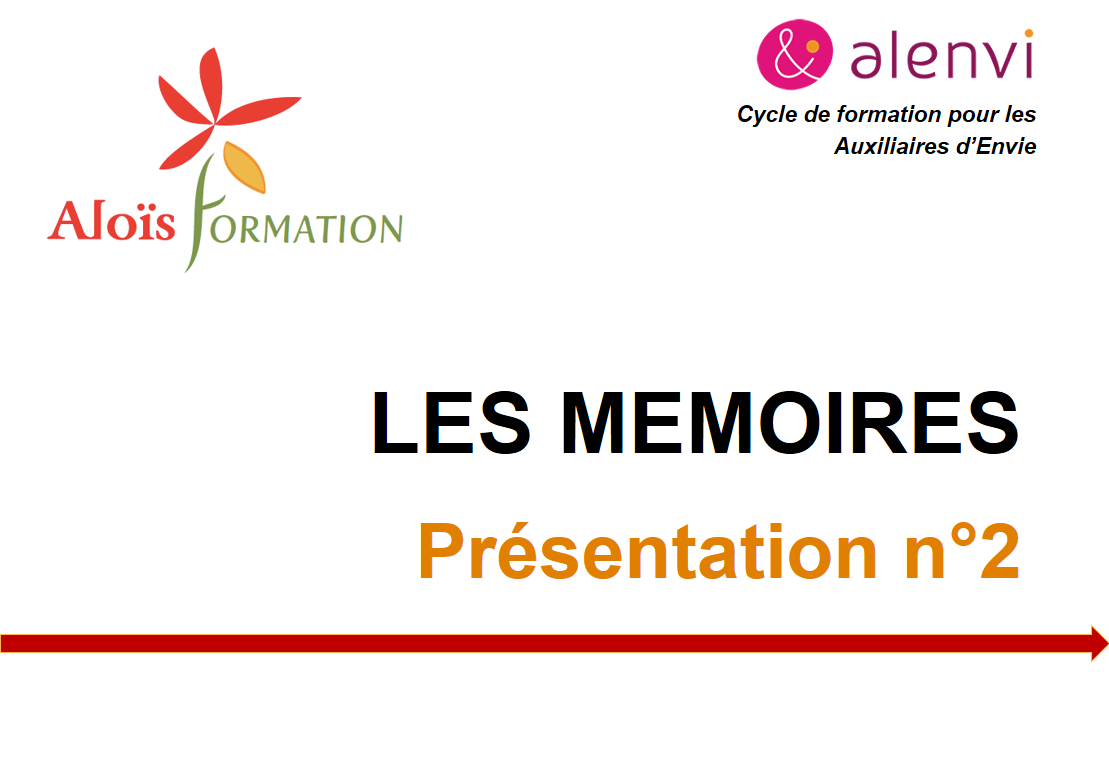 alenvi
Cycle de formation pour les
Auxiliaires d’Envie
Aloïs FORMATION
LES MEMOIRES
Présentation n°2